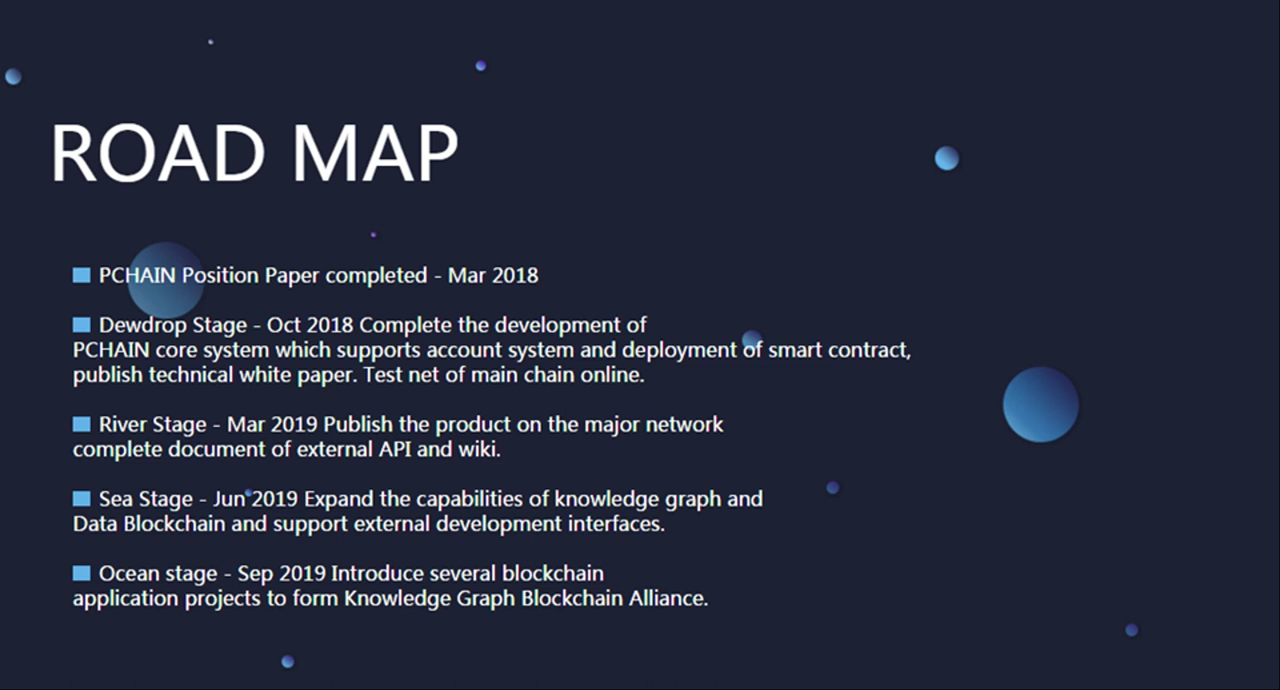 ROAD MAP
PCHAIN Position Paper completed - Mar 2018
Dewdrop Stage - Oct 2018 Complete the development of
PCHAIN core system which supports account system and deployment of smart contract,
publish technical white paper. Test net of main chain online.
River Stage - Mar 2019 Publish the product on the major network
complete document of external API and wiki.
Sea Stage - Jun 2019 Expand the capabilities of knowledge graph and
Data Blockchain and support external development interfaces.
Ocean stage - Sep 2019 Introduce several blockchain
application projects to form Knowledge Graph Blockchain Alliance.